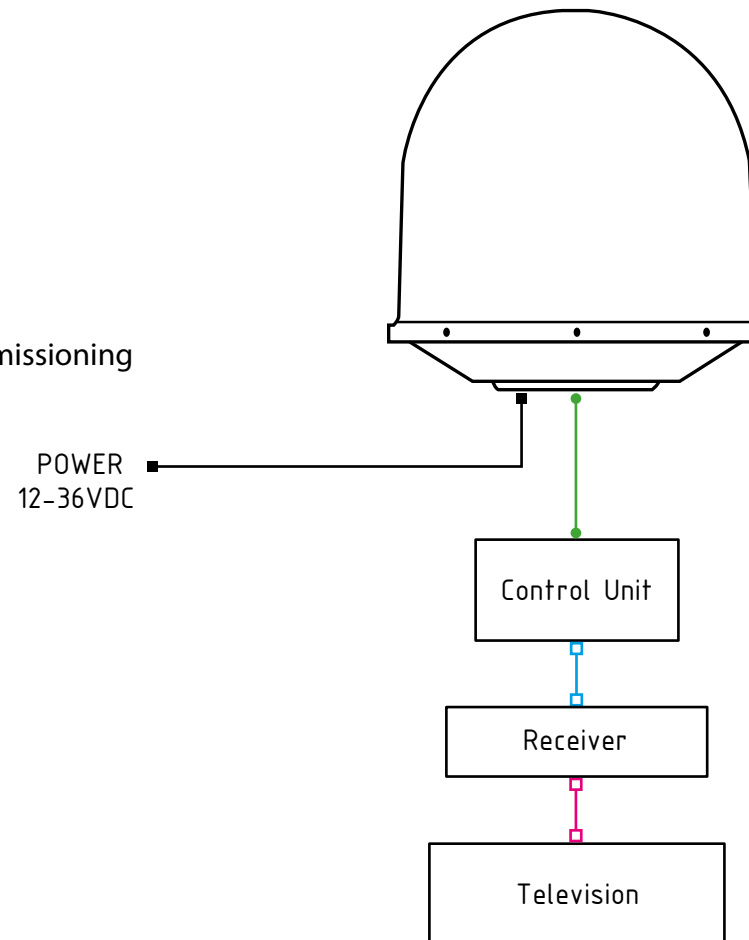 missioning
POWER
12-36VDC
Control Unit
Receiver
Television